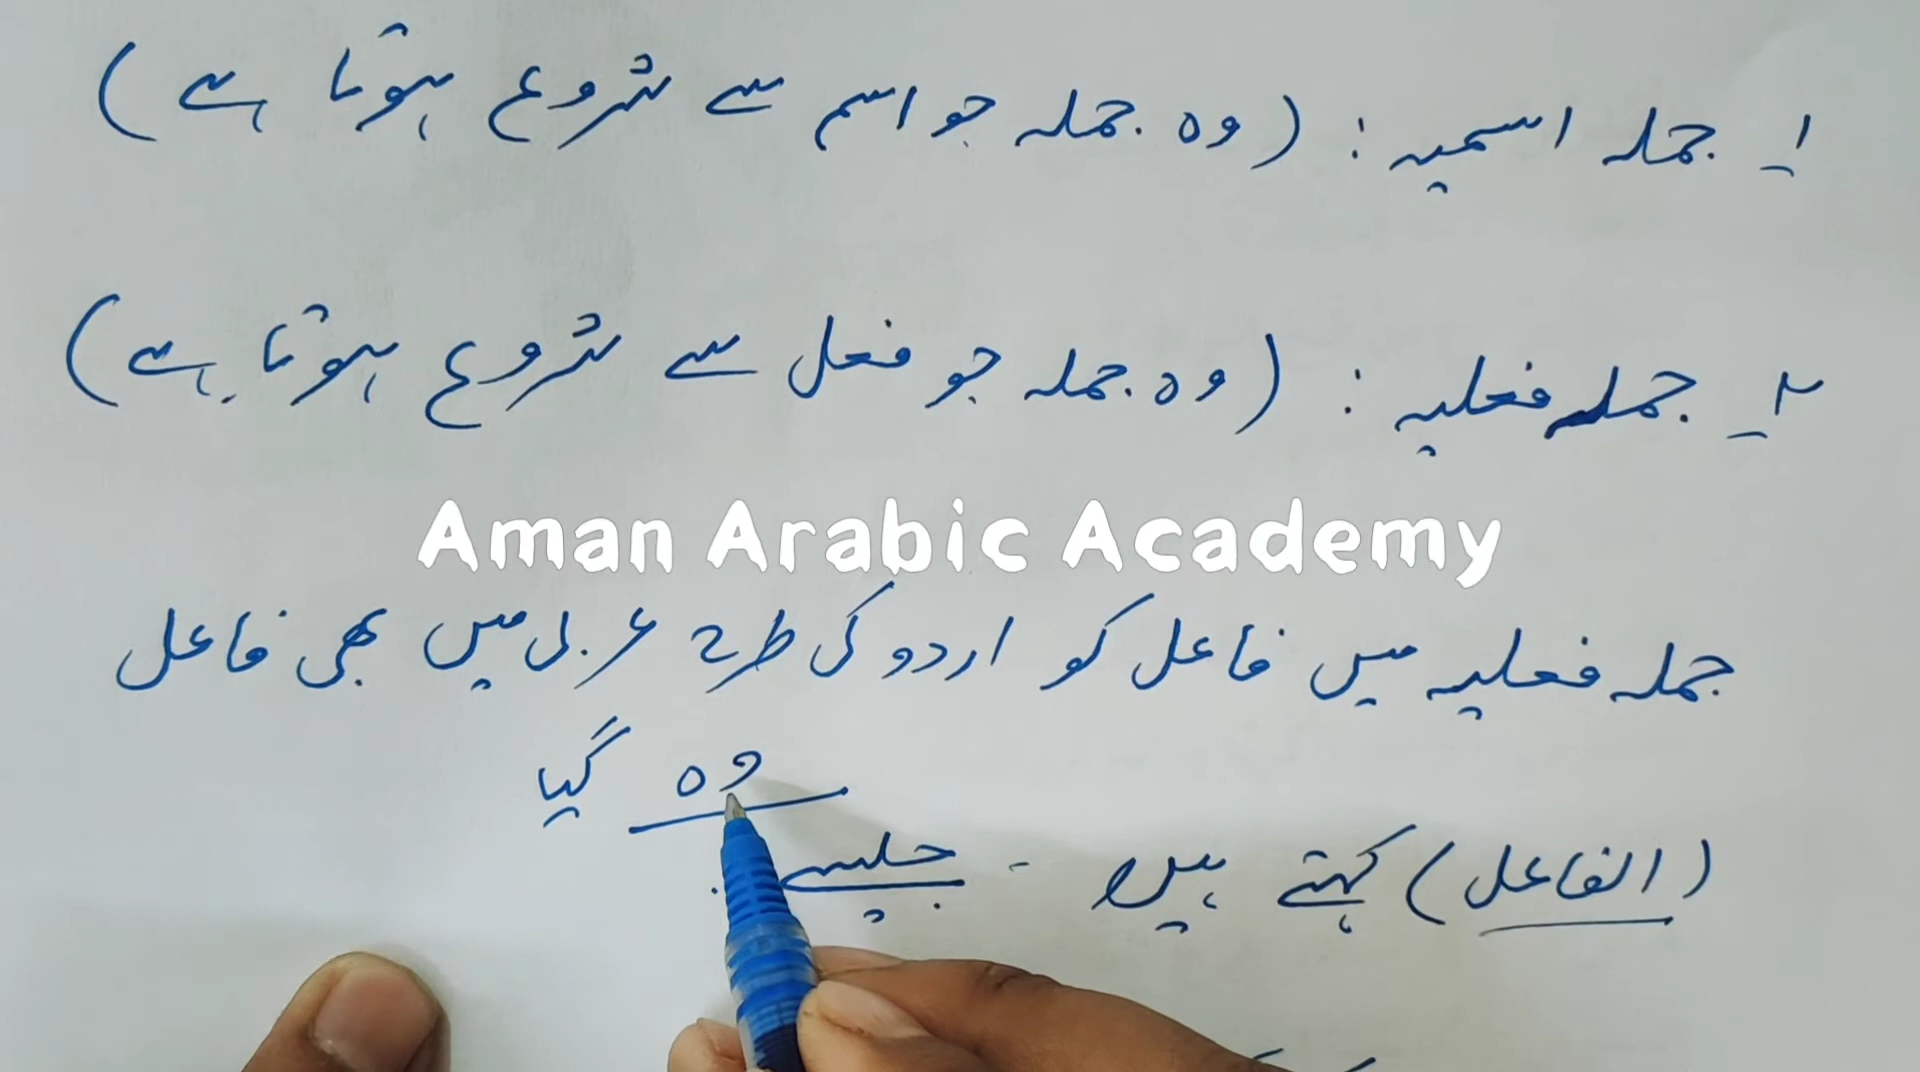 ۱۔ جملہ اسمیہ : (وہ جملہ جو اسم سے شروع ہوتا ہے)
۲۔ جملہ فعلیہ : (وہ جملہ جو فعل سے شروع ہوتا ہے)
Aman Arabic Academy
جملہ فعلیہ میں فاعل کو اردو کی طرح عربی میں بھی فاعل
وہ گیا
(الفاعل) کہتے ہیں - جیسے